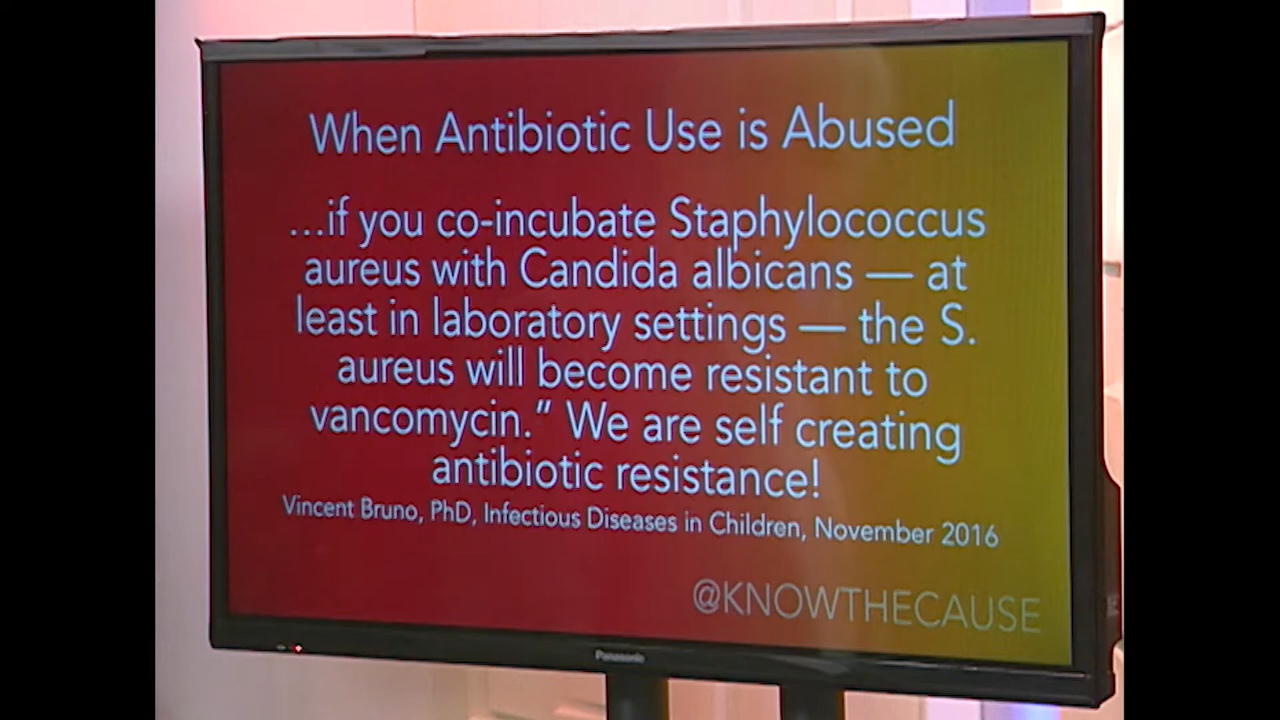 When Antibiotic Use is Abused
...if you co-incubate Staphylococcus
aureus with Candida albicans — at
least in laboratory settings — the S.
aureus will become resistant to
vancomycin.” We are self creating
antibiotic resistance!
Vincent Bruno, PhD, Infectious Diseases in Children, November 2016
@KNOWTHECAUSE
Panasonic